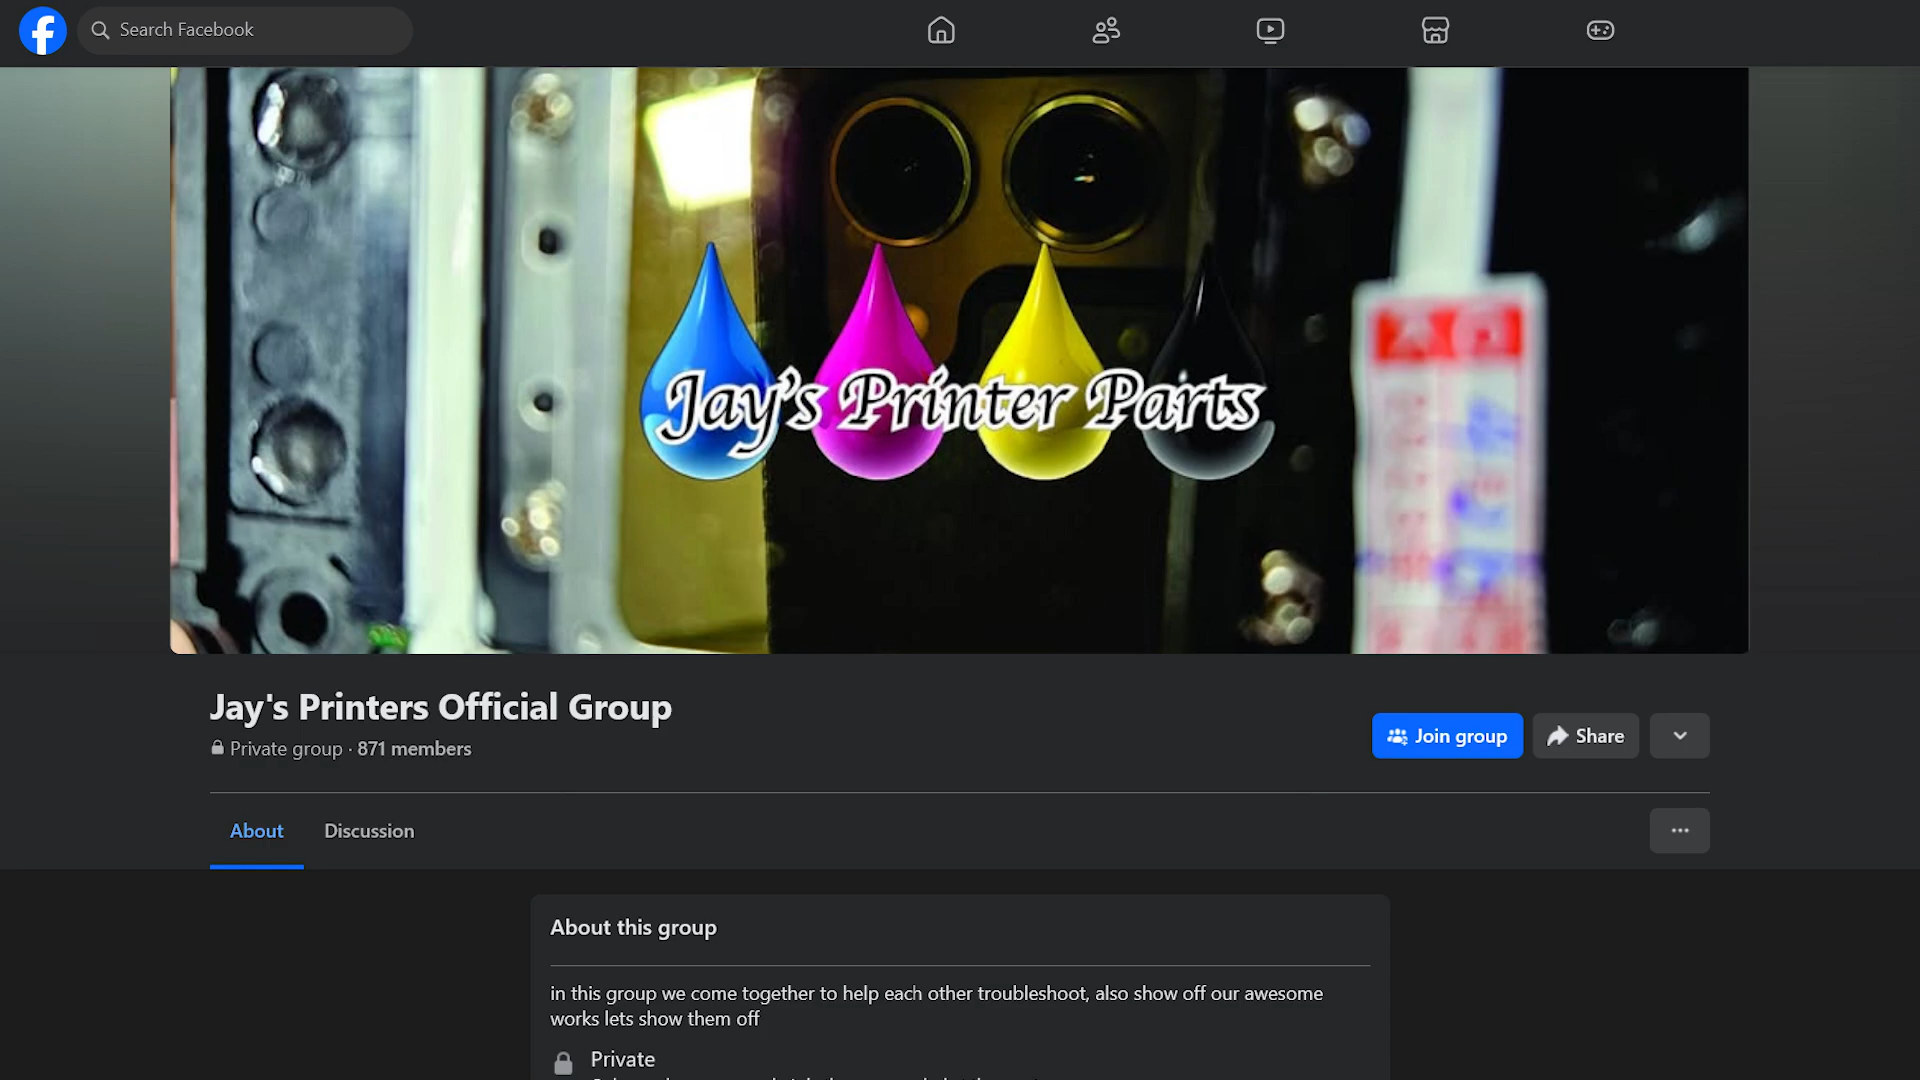 Search Facebook
Jay's Printer Parts
Jay's Printers Official Group
Private group · 871 members
Join group
Share
About
Discussion
About this group
in this group we come together to help each other troubleshoot, also show off our awesome
works lets show them off
Private